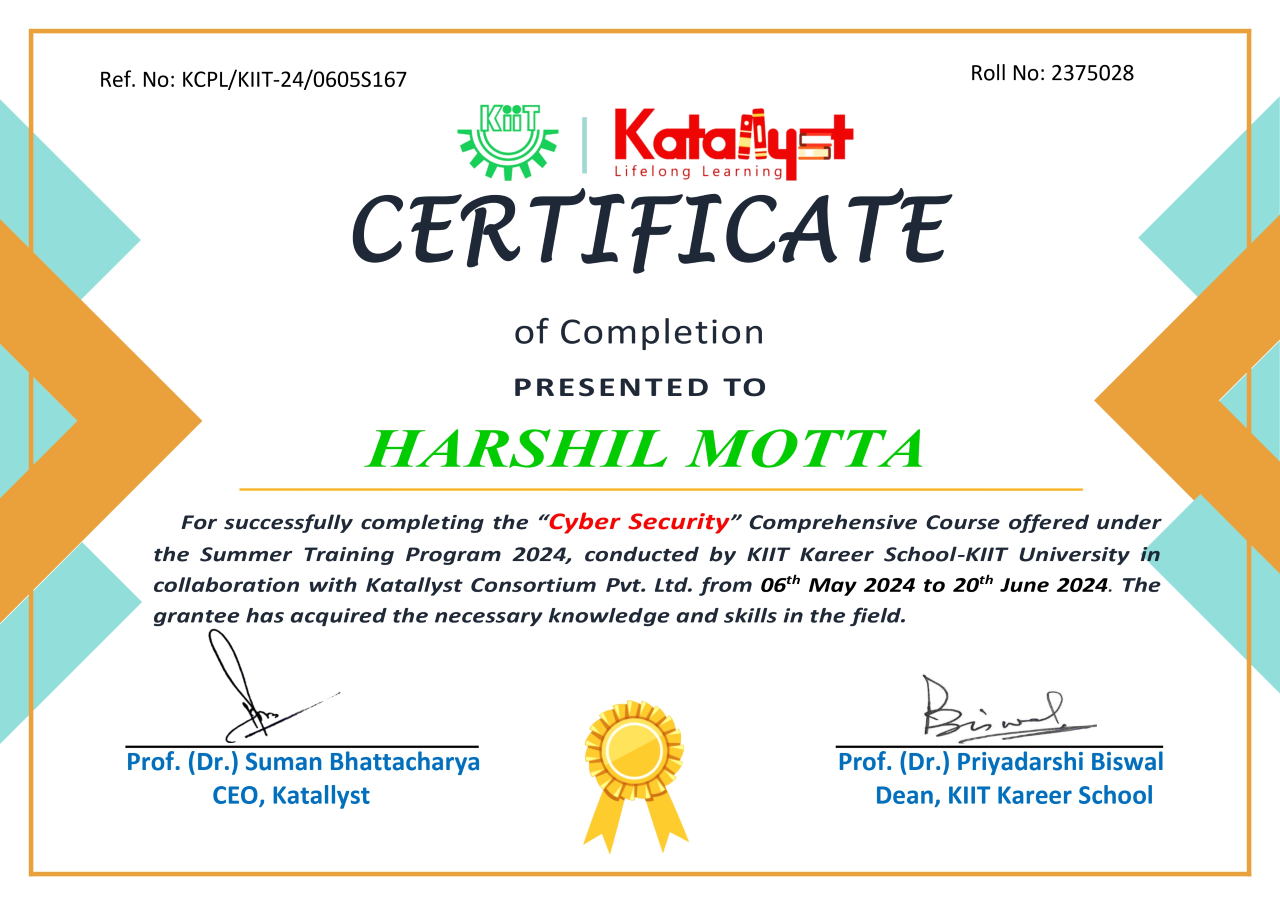 Ref. No: KCPL/KIIT-24/0605S167
Roll No: 2375028
KiiT
Katallyst
Lifelong Learning
CERTIFICATE
of Completion
PRESENTED TO
HARSHIL MOTTA
For successfully completing the “Cyber Security” Comprehensive Course offered under
the Summer Training Program 2024, conducted by KIIT Kareer School-KIIT University in
collaboration with Katallyst Consortium Pvt. Ltd. from 06th May 2024 to 20th June 2024. The
grantee has acquired the necessary knowledge and skills in the field.
Biswal
Prof. (Dr.) Suman Bhattacharya
CEO, Katallyst
Prof. (Dr.) Priyadarshi Biswal
Dean, KIIT Kareer School